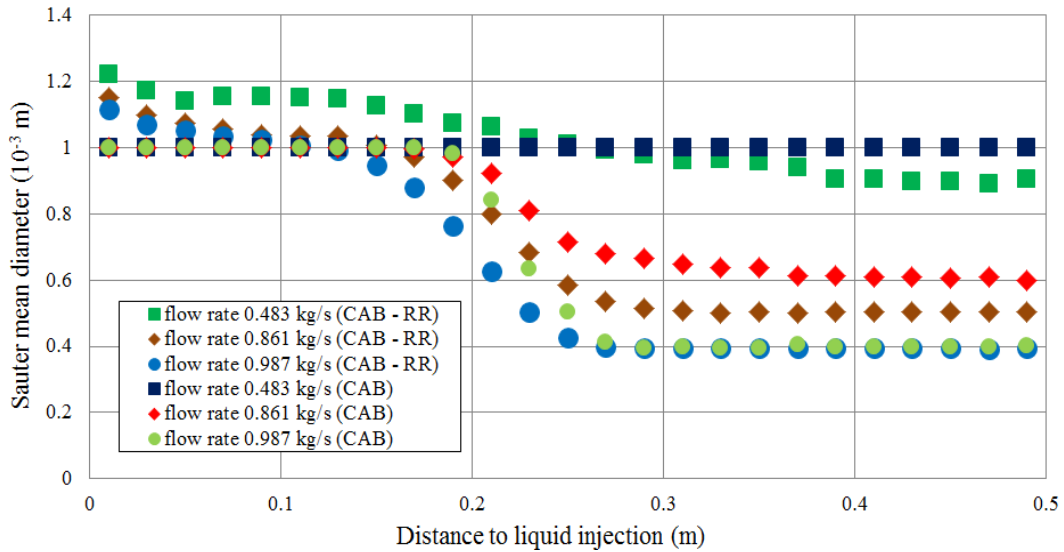 Sauter mean diameter (10⁻³ m)
1.4
1.2
1
0.8
0.6
0.4
0.2
0
flow rate 0.483 kg/s (CAB - RR)
flow rate 0.861 kg/s (CAB - RR)
flow rate 0.987 kg/s (CAB - RR)
flow rate 0.483 kg/s (CAB)
flow rate 0.861 kg/s (CAB)
flow rate 0.987 kg/s (CAB)
0 0.1 0.2 0.3 0.4 0.5
Distance to liquid injection (m)